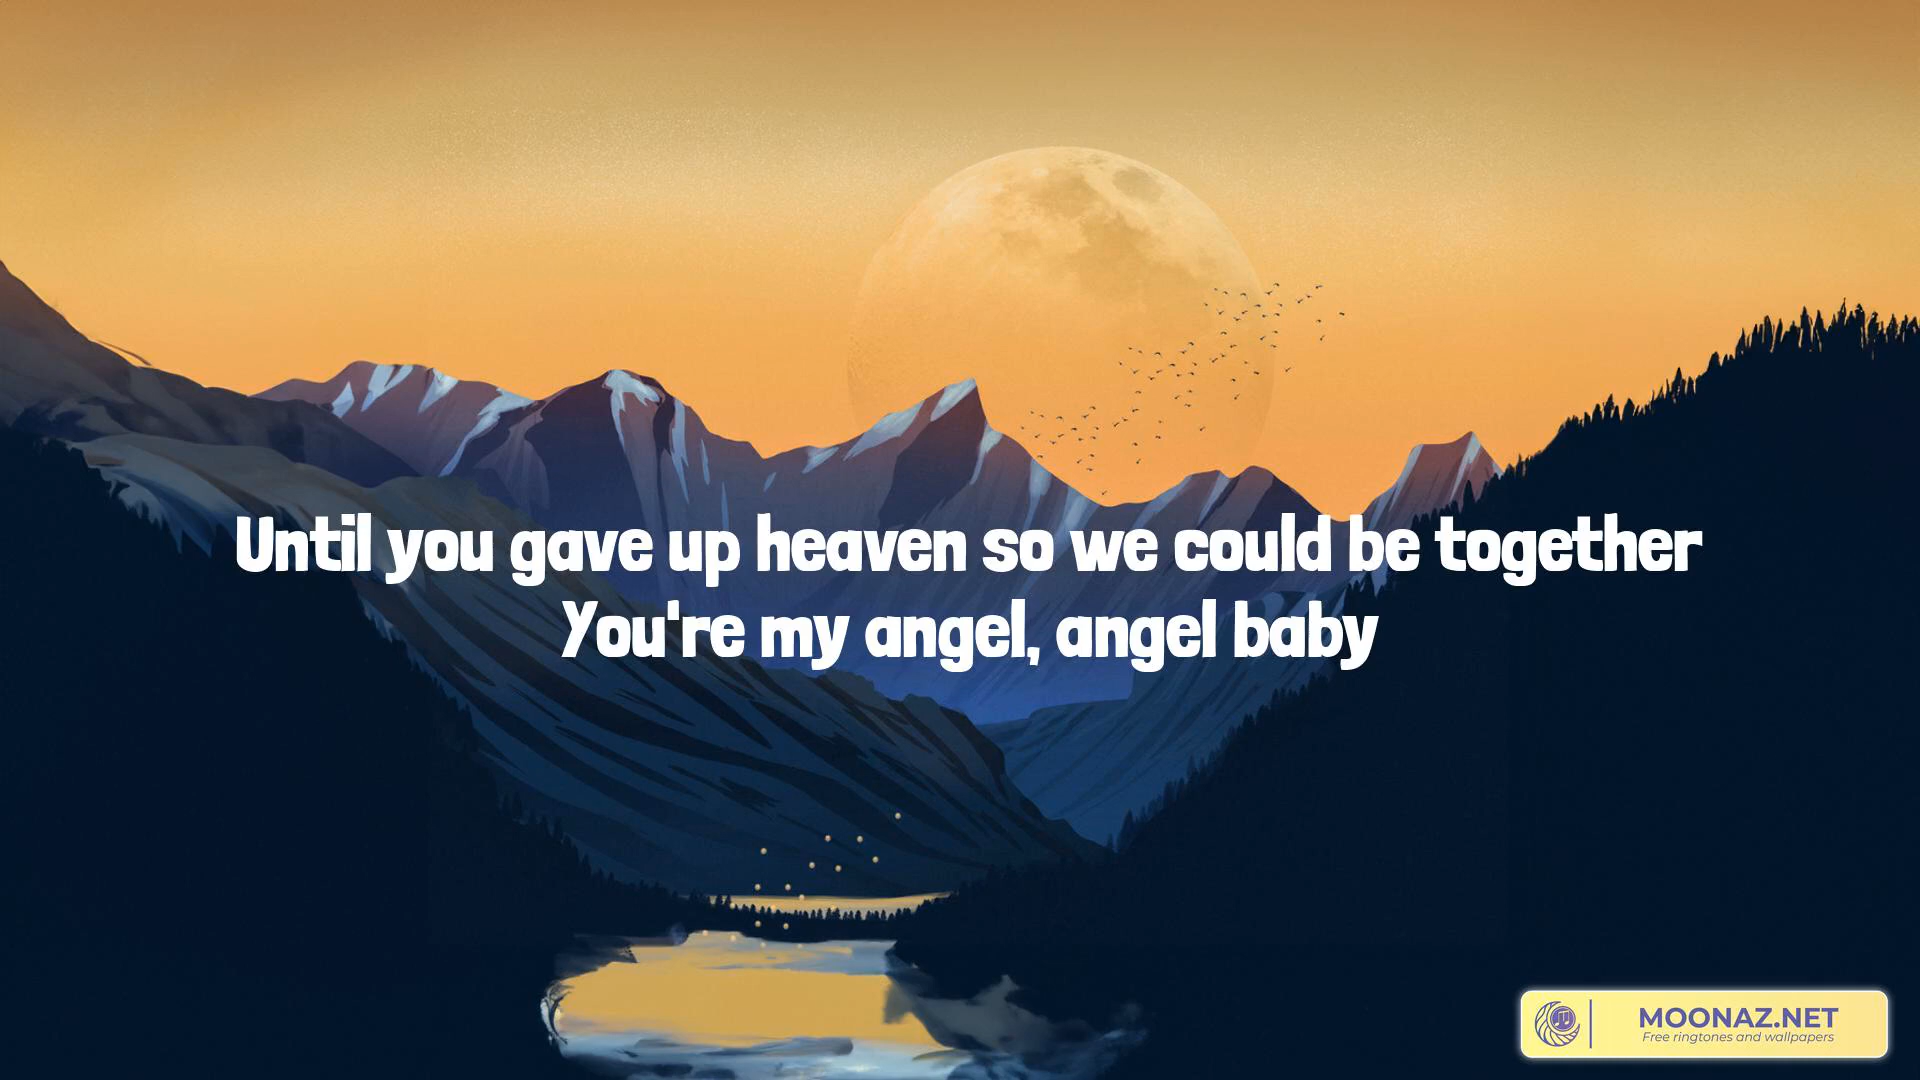 Until you gave up heaven so we could be together
You're my angel, angel baby
MOONAZ.NET
Free ringtones and wallpapers